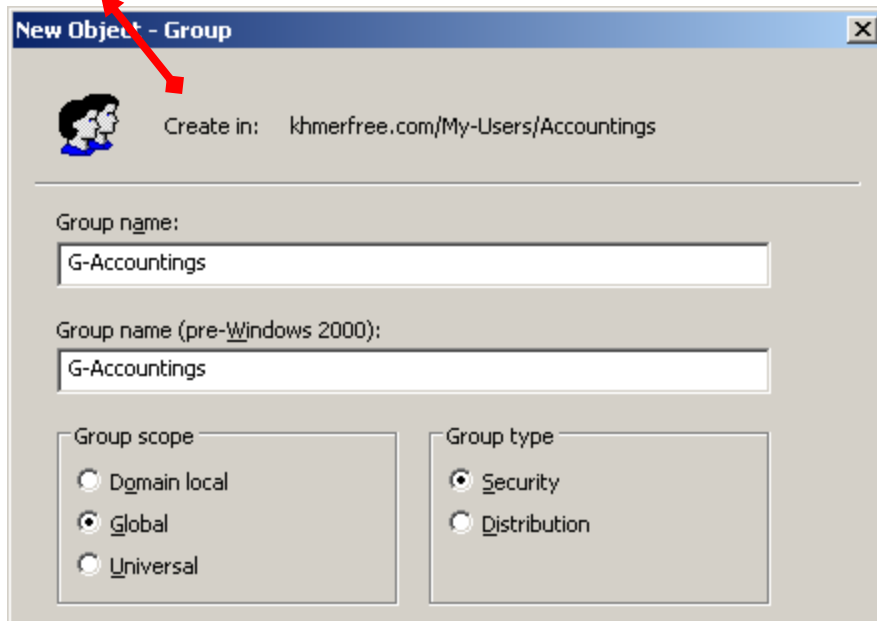 New Object - Group
Create in: khmerfree.com/My-Users/Accountings
Group name:
G-Accountings
Group name (pre-Windows 2000):
G-Accountings
Group scope
Domain local
Global
Universal
Group type
Security
Distribution